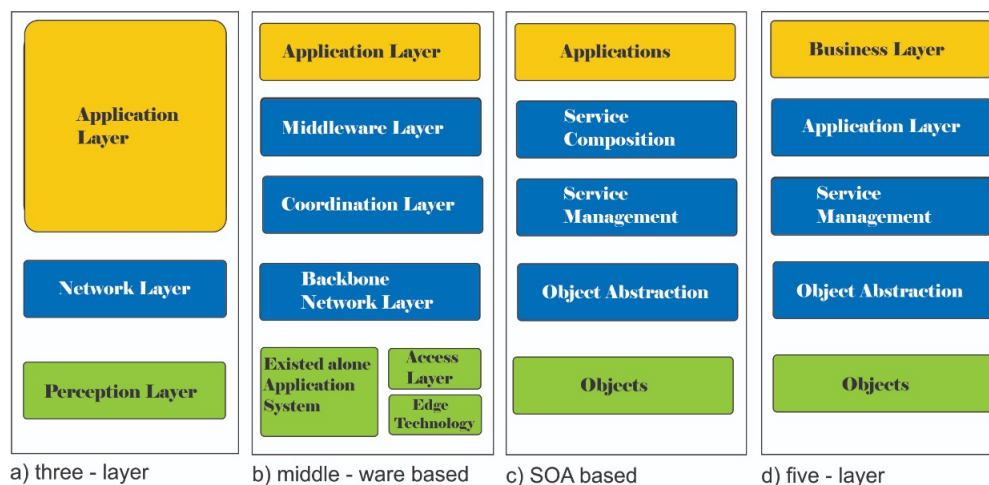 Application
Layer
Network Layer
Perception Layer
a) three - layer
Application Layer
Middleware Layer
Coordination Layer
Backbone
Network Layer
Existed alone
Application
System
Access
Layer
Edge
Technology
b) middle - ware based
Applications
Service
Composition
Service
Management
Object Abstraction
Objects
c) SOA based
Business Layer
Application Layer
Service
Management
Object Abstraction
Objects
d) five - layer